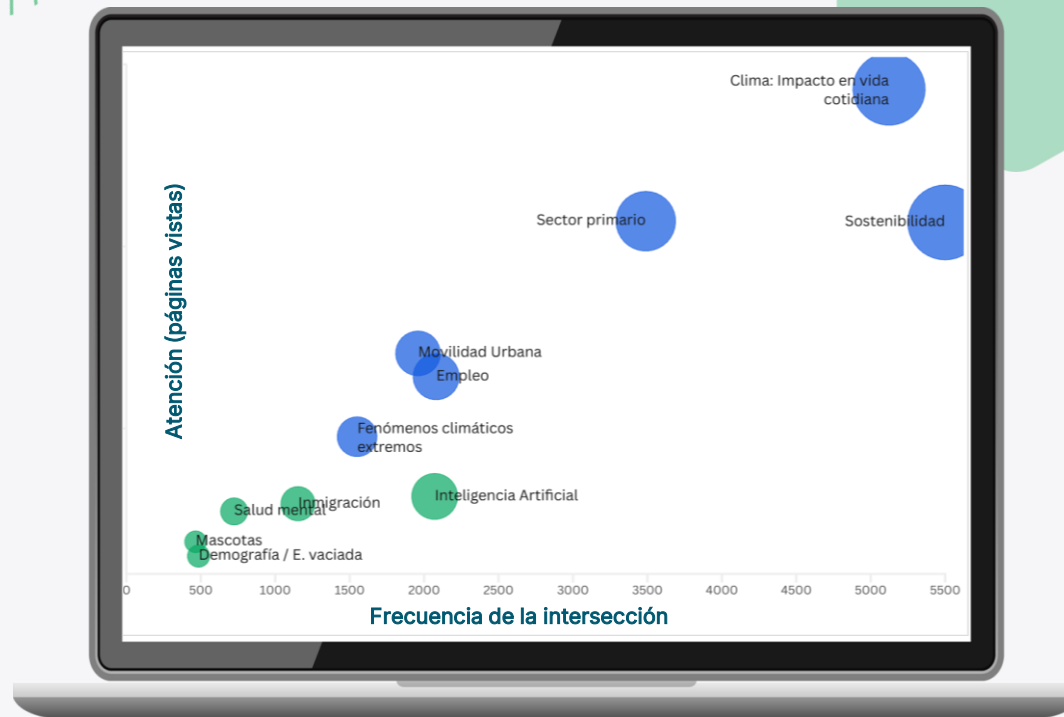 Clima: Impacto en vida
cotidiana
Sector primario
Sostenibilidad
Atención (páginas vistas)
Movilidad Urbana
Empleo
Fenómenos climáticos
extremos
Inteligencia Artificial
Inmigración
Salud mental
Mascotas
Demografía / E. vaciada
0 500 1000 1500 2000 2500 3000 3500 4000 4500 5000 5500
Frecuencia de la intersección